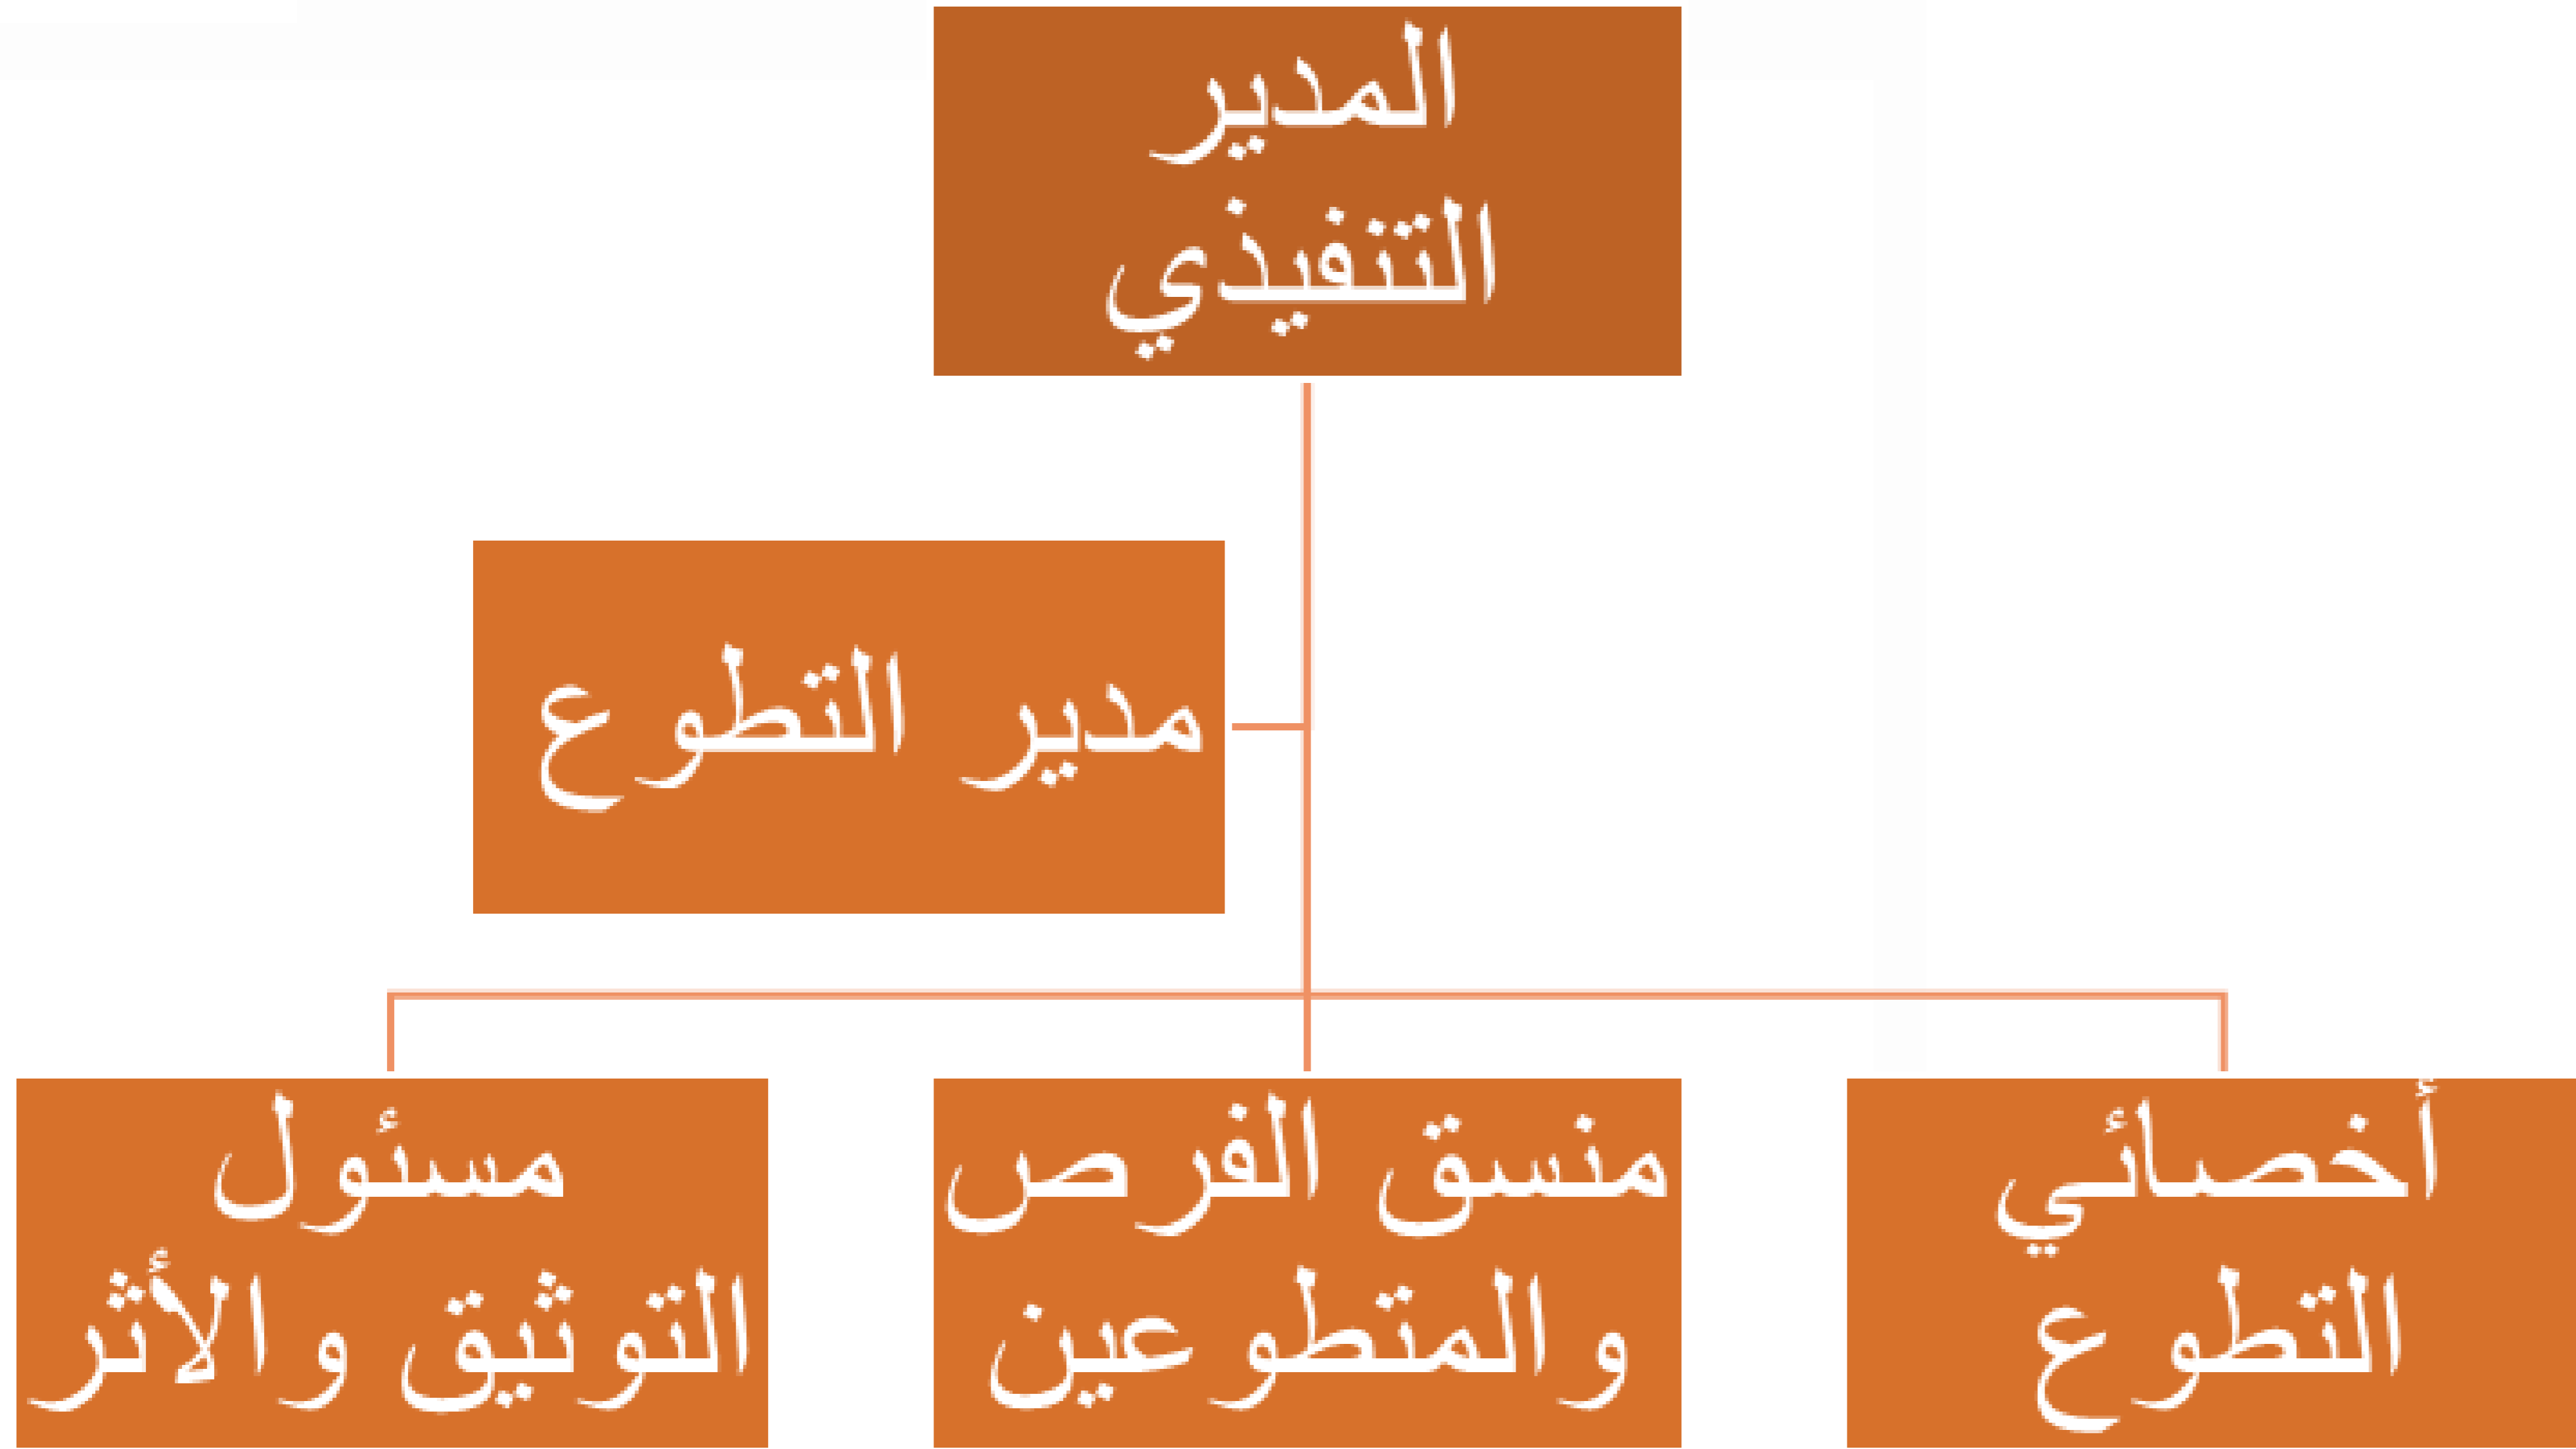 المدير
التنفيذي
مدير التطوع
أخصائي
التطوع
منسق الفرص
والمتطوعين
مسئول
التوثيق والأثر